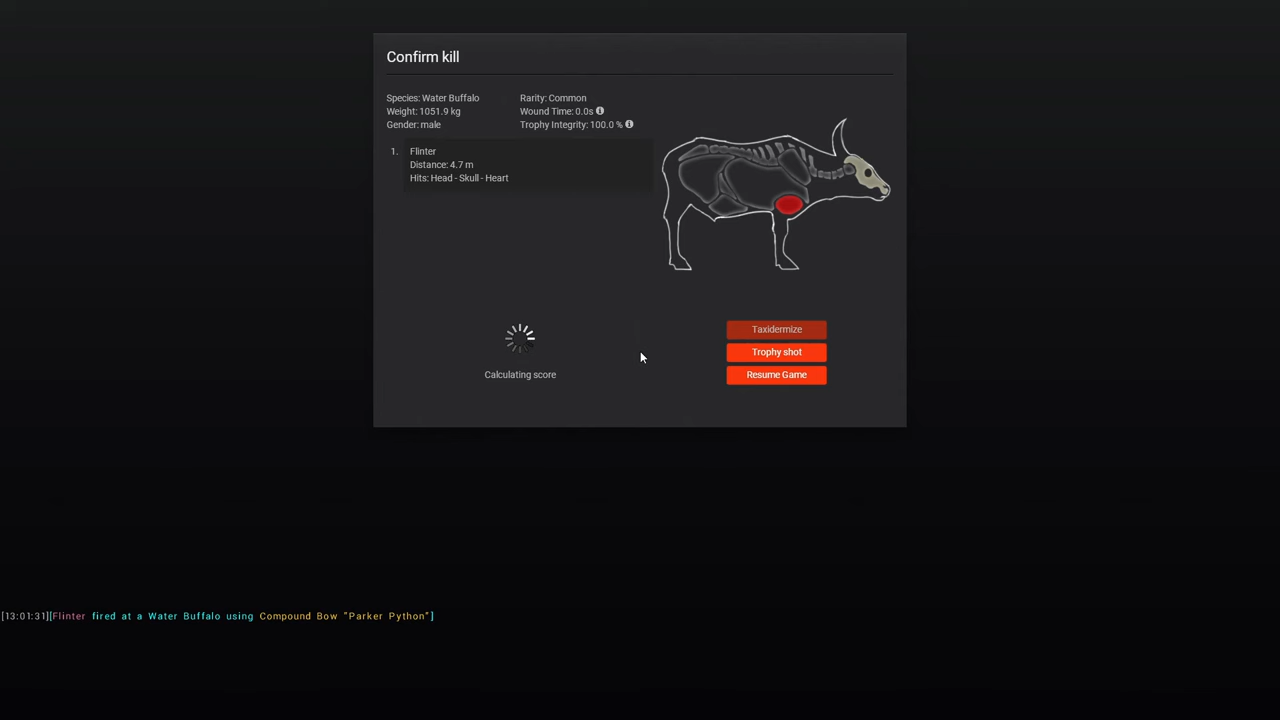 Confirm kill
Species: Water Buffalo
Weight: 1051.9 kg
Gender: male
Rarity: Common
Wound Time: 0.0s
Trophy Integrity: 100.0 %
1.
Flinter
Distance: 4.7 m
Hits: Head - Skull - Heart
Calculating score
Taxidermize
Trophy shot
Resume Game
[13:01:31][Flinter fired at a Water Buffalo using Compound Bow "Parker Python"]